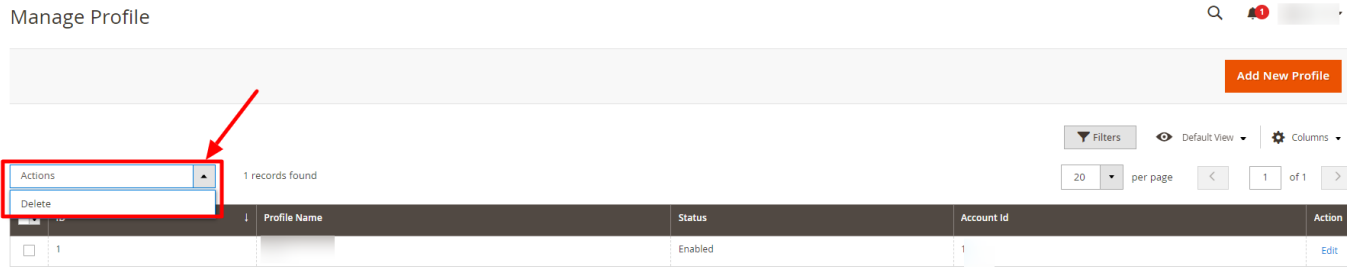 Manage Profile
1
Add New Profile
Filters
Default View
Columns
Actions
1 records found
20
per page
1
of 1
Delete
ID
Profile Name
Status
Account Id
Action
1
Enabled
1
Edit